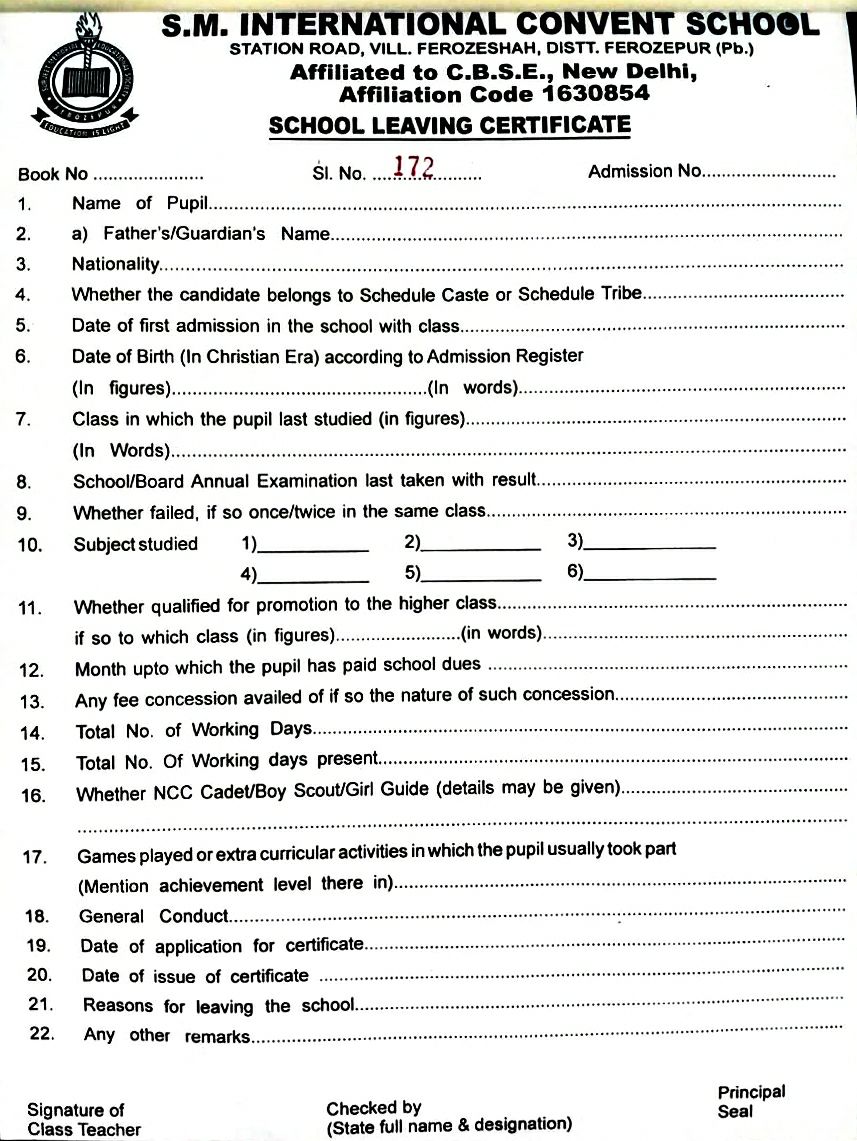 S.M. INTERNATIONAL CONVENT SCHOOL
STATION ROAD, VILL. FEROZESHAH, DISTT. FEROZEPUR (Pb.)
Affiliated to C.B.S.E., New Delhi,
Affiliation Code 1630854
EDUCATION IS LIGHT
SCHOOL LEAVING CERTIFICATE
Book No ...................... Sl. No. ....172.......... Admission No...........................
1. Name of Pupil..........................................................................
2. a) Father's/Guardian's Name..........................................................................
3. Nationality..........................................................................
4. Whether the candidate belongs to Schedule Caste or Schedule Tribe........................................
5. Date of first admission in the school with class..........................................................................
6. Date of Birth (In Christian Era) according to Admission Register
(In figures)..................................................(In words)..................................................
7. Class in which the pupil last studied (in figures)..........................................................................
(In Words)..........................................................................
8. School/Board Annual Examination last taken with result............................................................
9. Whether failed, if so once/twice in the same class..........................................................................
10. Subject studied 1)____________ 2)____________ 3)____________
4)____________ 5)____________ 6)____________
11. Whether qualified for promotion to the higher class......................................................................
if so to which class (in figures).........................(in words)............................................................
12. Month upto which the pupil has paid school dues ......................................................................
13. Any fee concession availed of if so the nature of such concession..............................................
14. Total No. of Working Days..........................................................................
15. Total No. Of Working days present..........................................................................
16. Whether NCC Cadet/Boy Scout/Girl Guide (details may be given)..............................................
..........................................................................
17. Games played or extra curricular activities in which the pupil usually took part
(Mention achievement level there in)..........................................................................
18. General Conduct..........................................................................
19. Date of application for certificate..........................................................................
20. Date of issue of certificate ..........................................................................
21. Reasons for leaving the school..........................................................................
22. Any other remarks..........................................................................
Signature of Class Teacher
Checked by
(State full name & designation)
Principal
Seal